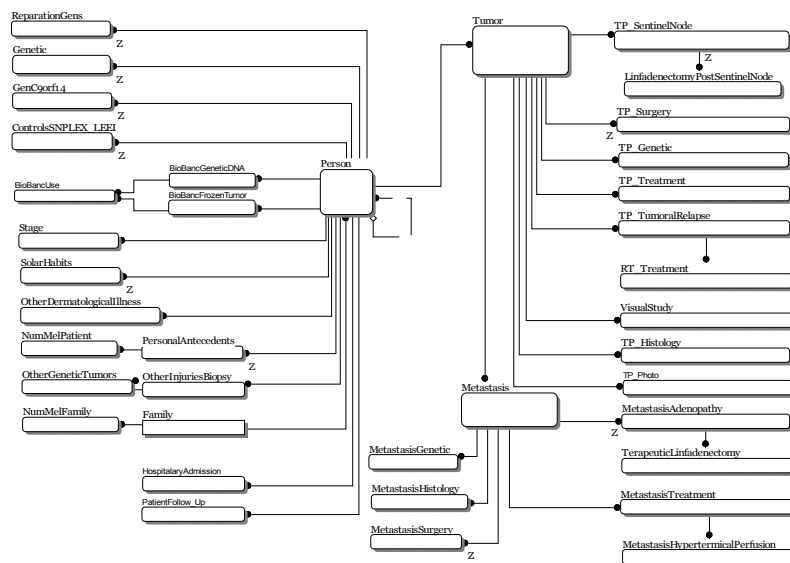 ReparationGens
Z
Genetic
Z
GenC9orf14
Z
ControlsSNPLEX_LEEI
Z
BioBancUse
BioBancGeneticDNA
BioBancFrozenTumor
Person
Stage
SolarHabits
Z
OtherDermatologicalIllness
NumMelPatient
PersonalAntecedents
Z
OtherGeneticTumors
OtherInjuriesBiopsy
NumMelFamily
Family
HospitalaryAdmission
PatientFollow_Up
Tumor
TP_SentinelNode
Z
LinfadenectomyPostSentinelNode
TP_Surgery
Z
TP_Genetic
TP_Treatment
TP_TumoralRelapse
RT_Treatment
VisualStudy
TP_Histology
TP_Photo
Metastasis
MetastasisAdenopathy
Z
TerapeuticLinfadenectomy
MetastasisGenetic
MetastasisHistology
MetastasisTreatment
MetastasisSurgery
Z
MetastasisHypertermicalPerfusion